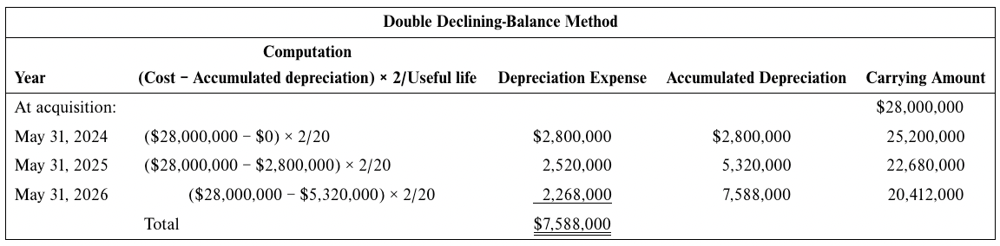 Double Declining-Balance Method
Computation
Year (Cost − Accumulated depreciation) × 2/Useful life Depreciation Expense Accumulated Depreciation Carrying Amount
At acquisition: $28,000,000
May 31, 2024 ($28,000,000 − $0) × 2/20 $2,800,000 $2,800,000 25,200,000
May 31, 2025 ($28,000,000 − $2,800,000) × 2/20 2,520,000 5,320,000 22,680,000
May 31, 2026 ($28,000,000 − $5,320,000) × 2/20 2,268,000 7,588,000 20,412,000
Total $7,588,000